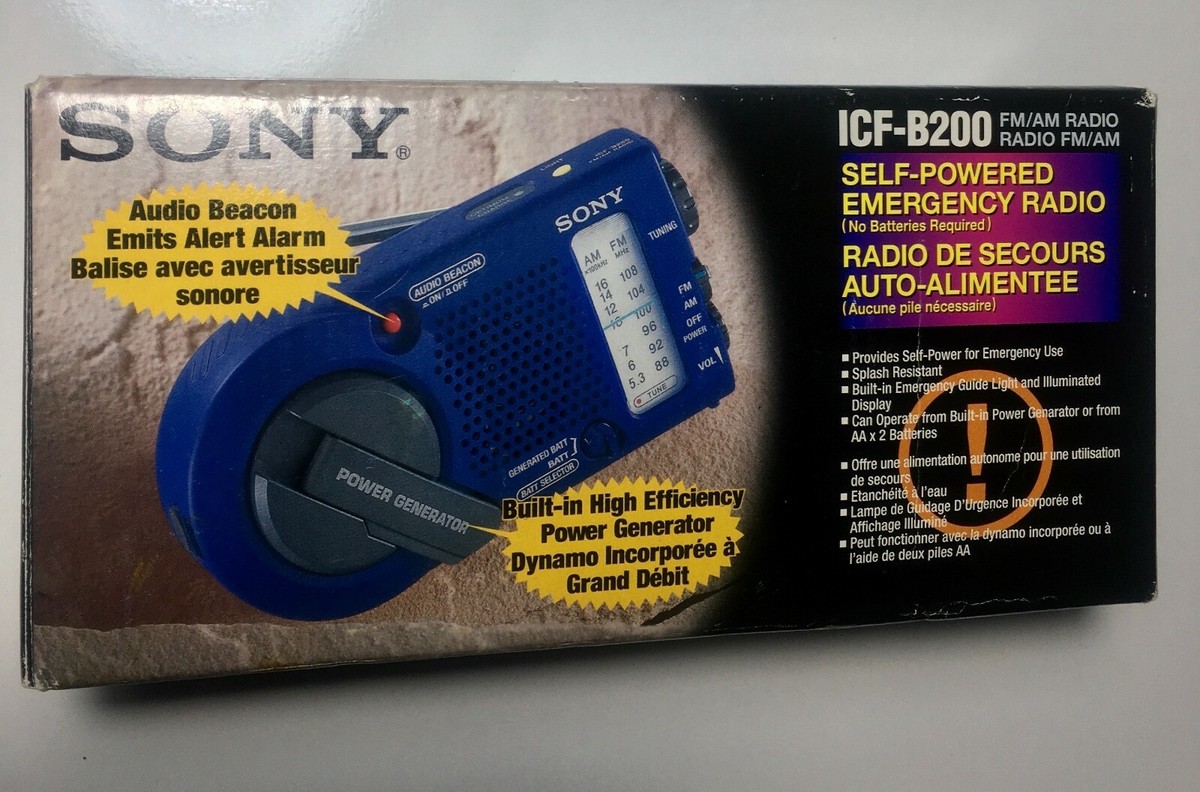 SONY®
Audio Beacon
Emits Alert Alarm
Balise avec avertisseur
sonore
LIGHT
SONY
TUNING
AM FM
x100kHz MHz
16 108
14 104
12 100
10 96
7 92
6 88
5.3
TUNE
FM
AM
OFF
POWER
VOL
AUDIO BEACON
ON / OFF
GENERATED BATT
BATT
BATT SELECTOR
POWER GENERATOR
Built-in High Efficiency
Power Generator
Dynamo Incorporée à
Grand Débit
ICF-B200 FM/AM RADIO
RADIO FM/AM
SELF-POWERED
EMERGENCY RADIO
(No Batteries Required)
RADIO DE SECOURS
AUTO-ALIMENTEE
(Aucune pile nécessaire)
■ Provides Self-Power for Emergency Use
■ Splash Resistant
■ Built-in Emergency Guide Light and Illuminated
Display
■ Can Operate from Built-in Power Genarator or from
AA x 2 Batteries
■ Offre une alimentation autonome pour une utilisation
de secours
■ Etanchéité à l'eau
■ Lampe de Guidage D'Urgence Incorporée et
Affichage Illuminé
■ Peut fonctionner avec la dynamo incorporée ou à
l'aide de deux piles AA